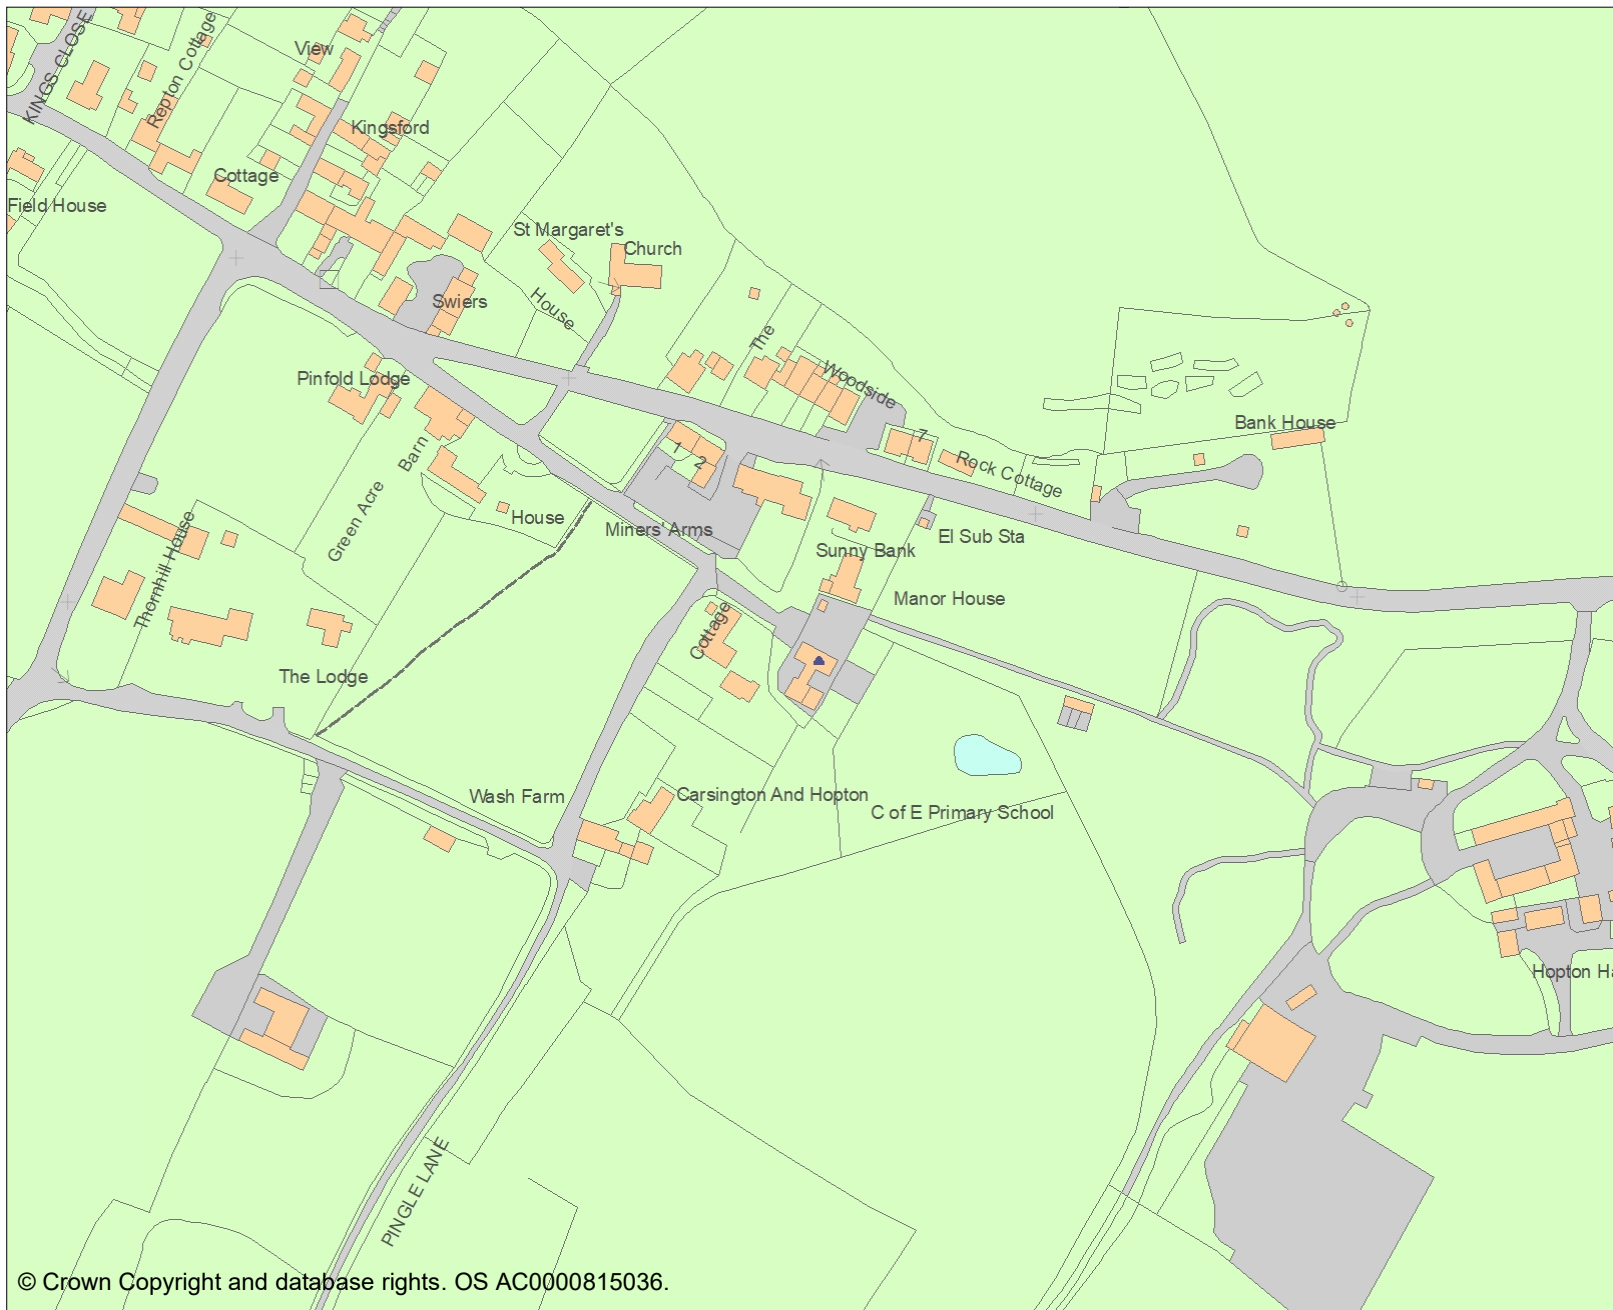 KINGS CLOSE
Repton Cottage
View
Kingsford
Cottage
Field House
St Margaret's
Church
House
Swiers
The
Woodside
Pinfold Lodge
Barn
Green Acre
House
1
2
7
Rock Cottage
Bank House
Miners' Arms
Sunny Bank
El Sub Sta
Manor House
Thornhill House
Cottage
The Lodge
Wash Farm
Carsington And Hopton
C of E Primary School
Hopton Ha
PINGLE LANE
© Crown Copyright and database rights. OS AC0000815036.